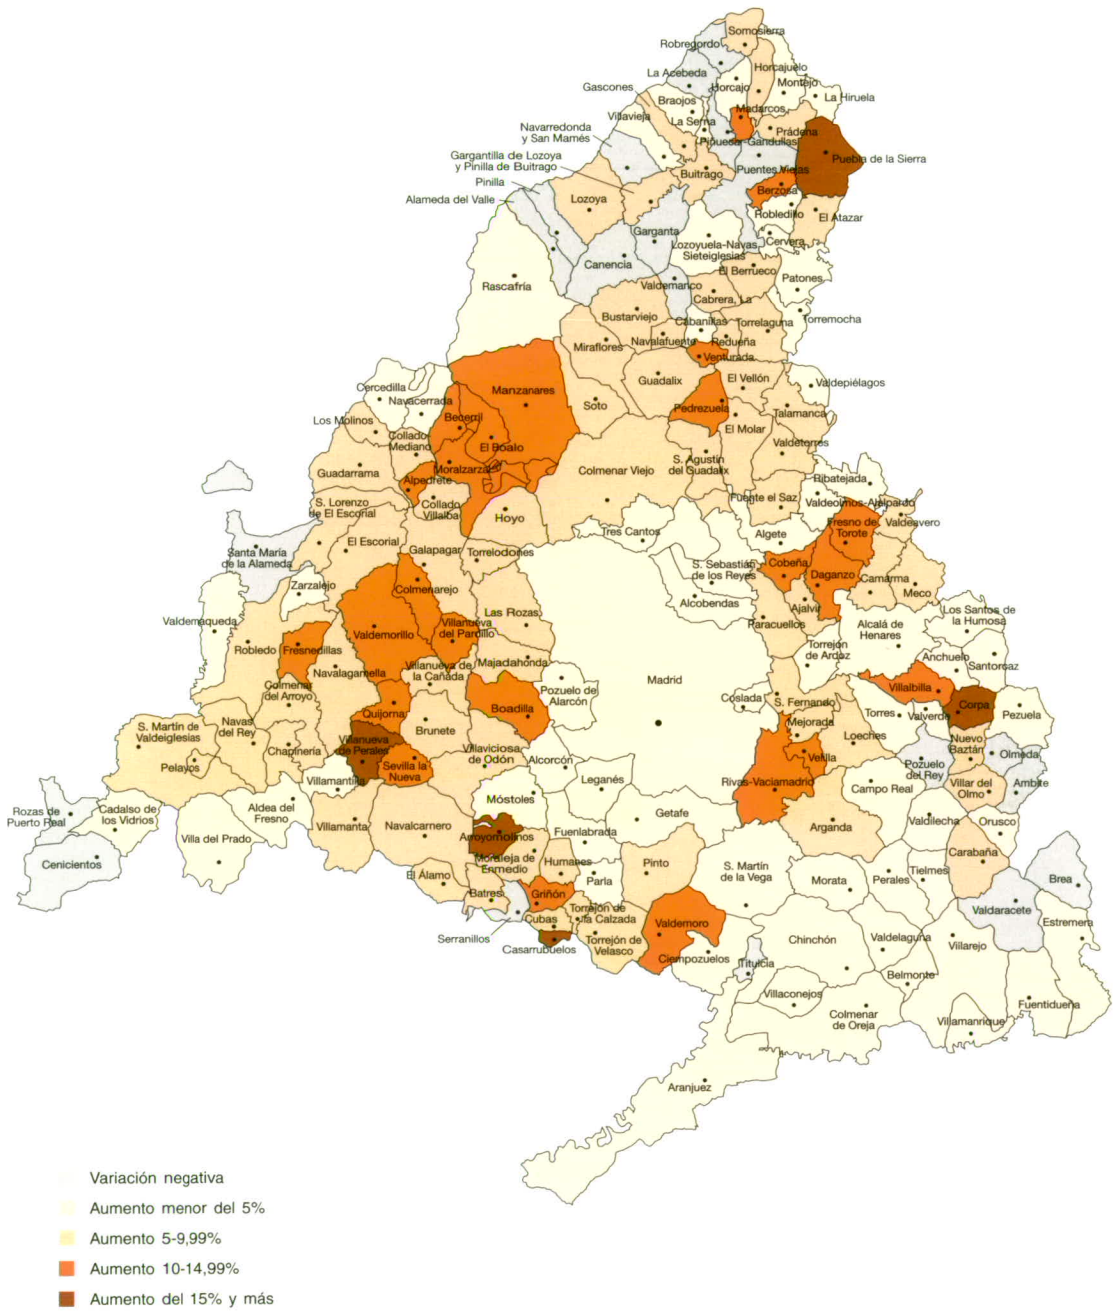 Somosierra
Robregordo
La Acebeda
Horcajuelo
Horcajo
Montejo
Gascones
La Hiruela
Braojos
Madarcos
Villavieja
La Serna
Prádena
Navarredonda
y San Mamés
Piñuecar-Gandullas
Gargantilla de Lozoya
y Pinilla de Buitrago
Puebla de la Sierra
Puentes Viejas
Buitrago
Pinilla
Berzosa
Alameda del Valle
Lozoya
Robledillo
El Atazar
Garganta
Lozoyuela-Navas
Sieteiglesias
Cervera
Canencia
El Berrueco
Rascafría
Valdemanco
Patones
Cabrera, La
Bustarviejo
Cabanillas
Torrelaguna
Torremocha
Miraflores
Navalafuente
Redueña
Venturada
Guadalix
El Vellón
Valdepiélagos
Cercedilla
Navacerrada
Manzanares
Soto
Pedrezuela
Talamanca
Los Molinos
Becerril
El Molar
Collado
Mediano
El Boalo
Valdetorres
Guadarrama
Moralzarzal
Colmenar Viejo
S. Agustín
del Guadalix
Alpedrete
Ribatejada
S. Lorenzo
de El Escorial
Collado
Villalba
Hoyo
Fuente el Saz
Valdeolmos-Alalpardo
Tres Cantos
Fresno de
Torote
Valdeavero
El Escorial
Galapagar
Torrelodones
Algete
Santa María
de la Alameda
S. Sebastián
de los Reyes
Cobeña
Daganzo
Camarma
Zarzalejo
Colmenarejo
Alcobendas
Meco
Las Rozas
Ajalvir
Los Santos de
la Humosa
Valdemaqueda
Valdemorillo
Villanueva
del Pardillo
Paracuellos
Alcalá de
Henares
Robledo
Fresnedillas
Majadahonda
Torrejón
de Ardoz
Anchuelo
Santorcaz
Navalagamella
Villanueva de
la Cañada
Madrid
Colmenar
del Arroyo
Pozuelo de
Alarcón
Villalbilla
Quijorna
Boadilla
Coslada
S. Fernando
Torres
Valverde
Corpa
Pezuela
S. Martín de
Valdeiglesias
Navas
del Rey
Brunete
Mejorada
Chapinería
Villanueva
de Perales
Villaviciosa
de Odón
Loeches
Nuevo
Baztán
Olmeda
Pelayos
Sevilla la
Nueva
Alcorcón
Velilla
Pozuelo
del Rey
Villamantilla
Leganés
Rivas-Vaciamadrid
Campo Real
Villar del
Olmo
Ambite
Rozas de
Puerto Real
Cadalso de
los Vidrios
Aldea del
Fresno
Móstoles
Getafe
Valdilecha
Orusco
Villa del Prado
Villamanta
Navalcarnero
Arroyomolinos
Fuenlabrada
Arganda
Cenicientos
Moraleja de
Enmedio
Humanes
Pinto
S. Martín
de la Vega
Carabaña
El Álamo
Parla
Morata
Perales
Tielmes
Brea
Batres
Griñón
Cubas
Torrejón de
la Calzada
Valdemoro
Valdaracete
Serranillos
Casarrubuelos
Torrejón de
Velasco
Ciempozuelos
Chinchón
Valdelaguna
Villarejo
Estremera
Titulcia
Belmonte
Villaconejos
Fuentidueña
Colmenar
de Oreja
Villamanrique
Aranjuez
Variación negativa
Aumento menor del 5%
Aumento 5-9,99%
Aumento 10-14,99%
Aumento del 15% y más